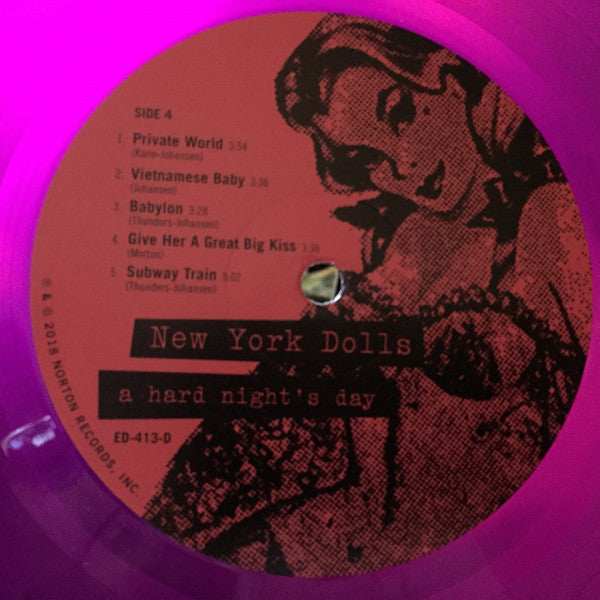 SIDE 4
1. Private World 3:54
(Kane-Johansen)
2. Vietnamese Baby 3:36
(Johansen)
3. Babylon 3:28
(Thunders-Johansen)
4. Give Her A Great Big Kiss 3:36
(Morton)
5. Subway Train 5:02
(Thunders-Johansen)
New York Dolls
a hard night's day
ED-413-D
℗ & © 2018 NORTON RECORDS, INC.